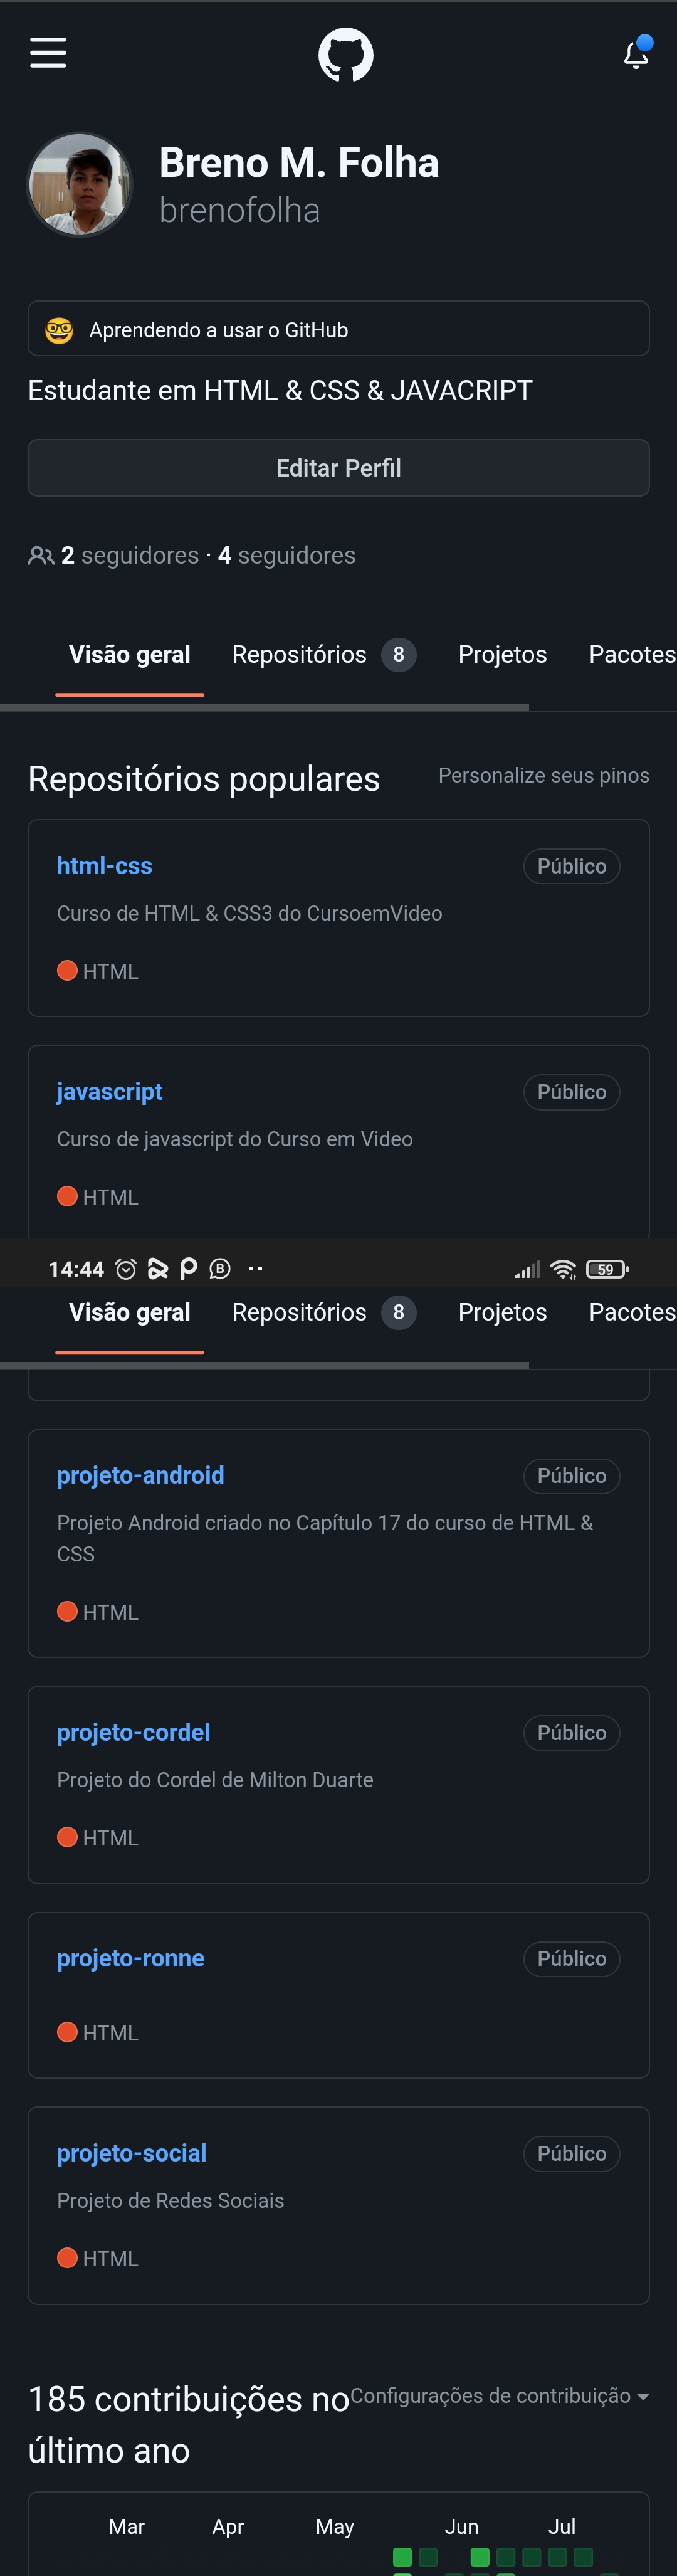 Breno M. Folha
brenofolha
Aprendendo a usar o GitHub
Estudante em HTML & CSS & JAVACRIPT
Editar Perfil
2 seguidores · 4 seguidores
Visão geral Repositórios 8 Projetos Pacotes
Repositórios populares Personalize seus pinos
html-css Público
Curso de HTML & CSS3 do CursoemVideo
HTML
javascript Público
Curso de javascript do Curso em Video
HTML
14:44 59
Visão geral Repositórios 8 Projetos Pacotes
projeto-android Público
Projeto Android criado no Capítulo 17 do curso de HTML &
CSS
HTML
projeto-cordel Público
Projeto do Cordel de Milton Duarte
HTML
projeto-ronne Público
HTML
projeto-social Público
Projeto de Redes Sociais
HTML
185 contribuições no Configurações de contribuição
último ano
Mar Apr May Jun Jul